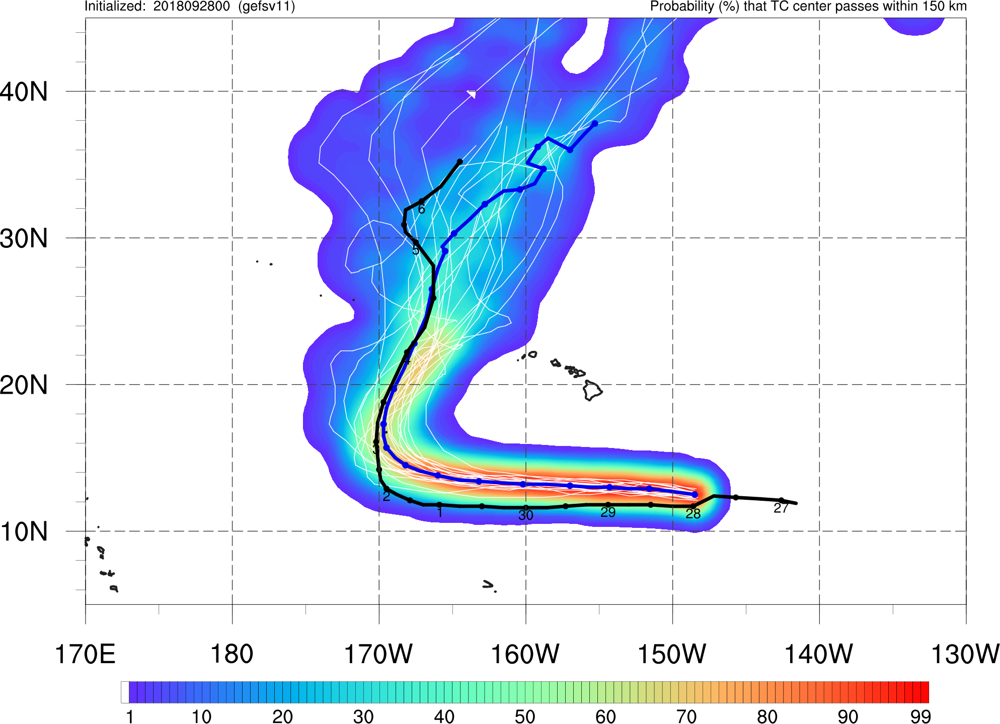 Initialized:  2018092800  (gefsv11)
Probability (%) that TC center passes within 150 km
40N
6
30N
5
4
20N
3
2
1
30
29
28
27
10N
170E
180
170W
160W
150W
140W
130W
1
10
20
30
40
50
60
70
80
90
99